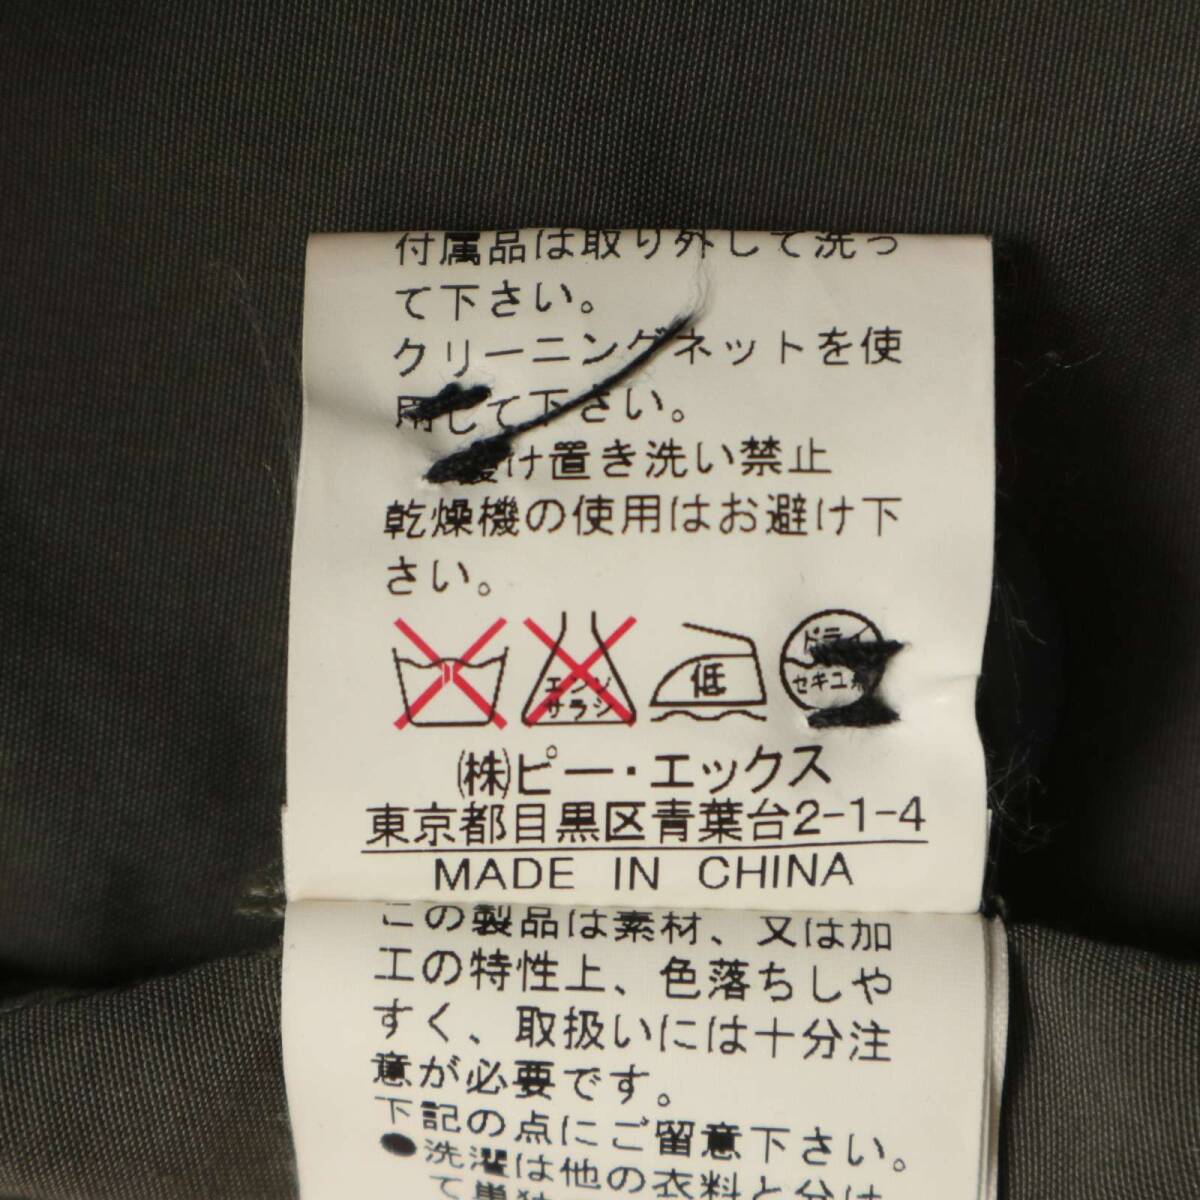 付属品は取り外して洗っ
て下さい。
クリーニングネットを使
用して下さい。
け置き洗い禁止
乾燥機の使用はお避け下
さい。
エンソ
サラシ
低
ドライ
セキユ系
㈱ピー・エックス
東京都目黒区青葉台2-1-4
MADE IN CHINA
この製品は素材、又は加
工の特性上、色落ちしや
すく、取扱いには十分注
意が必要です。
下記の点にご留意下さい。
●洗濯は他の衣料と分け
て単独